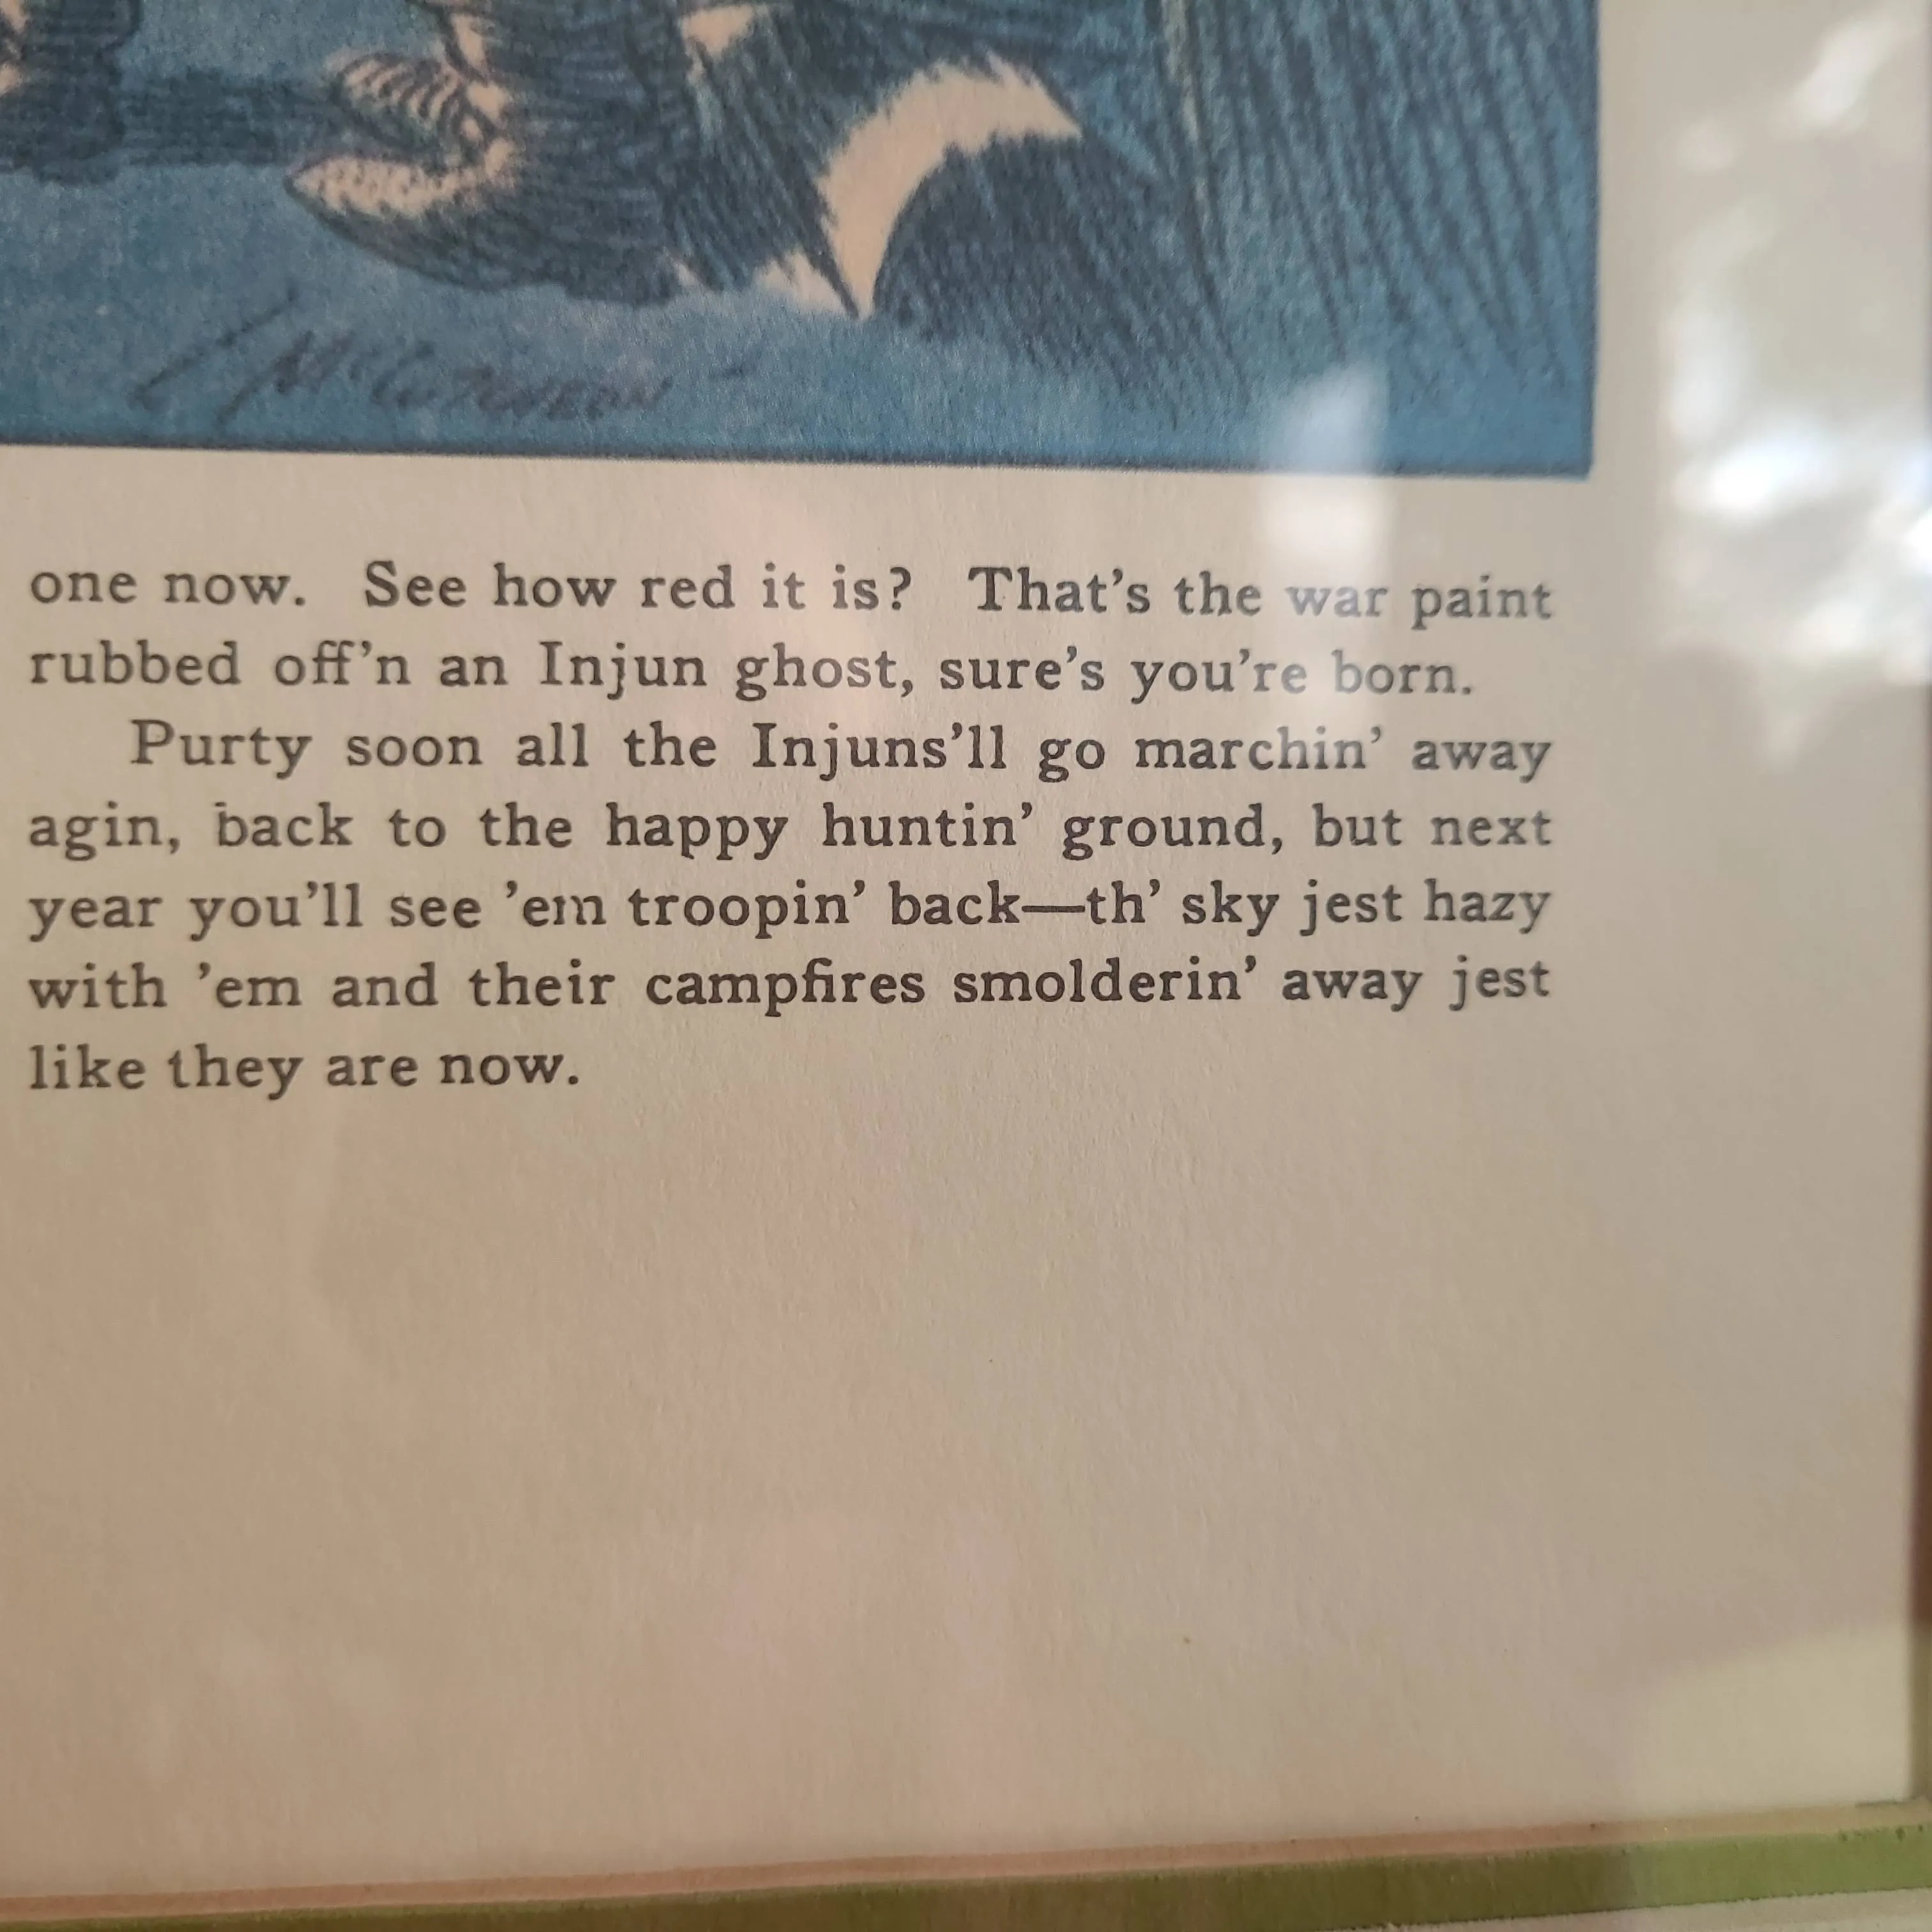 McCutcheon
one now. See how red it is? That's the war paint
rubbed off'n an Injun ghost, sure's you're born.
Purty soon all the Injuns'll go marchin' away
agin, back to the happy huntin' ground, but next
year you'll see 'em troopin' back—th' sky jest hazy
with 'em and their campfires smolderin' away jest
like they are now.